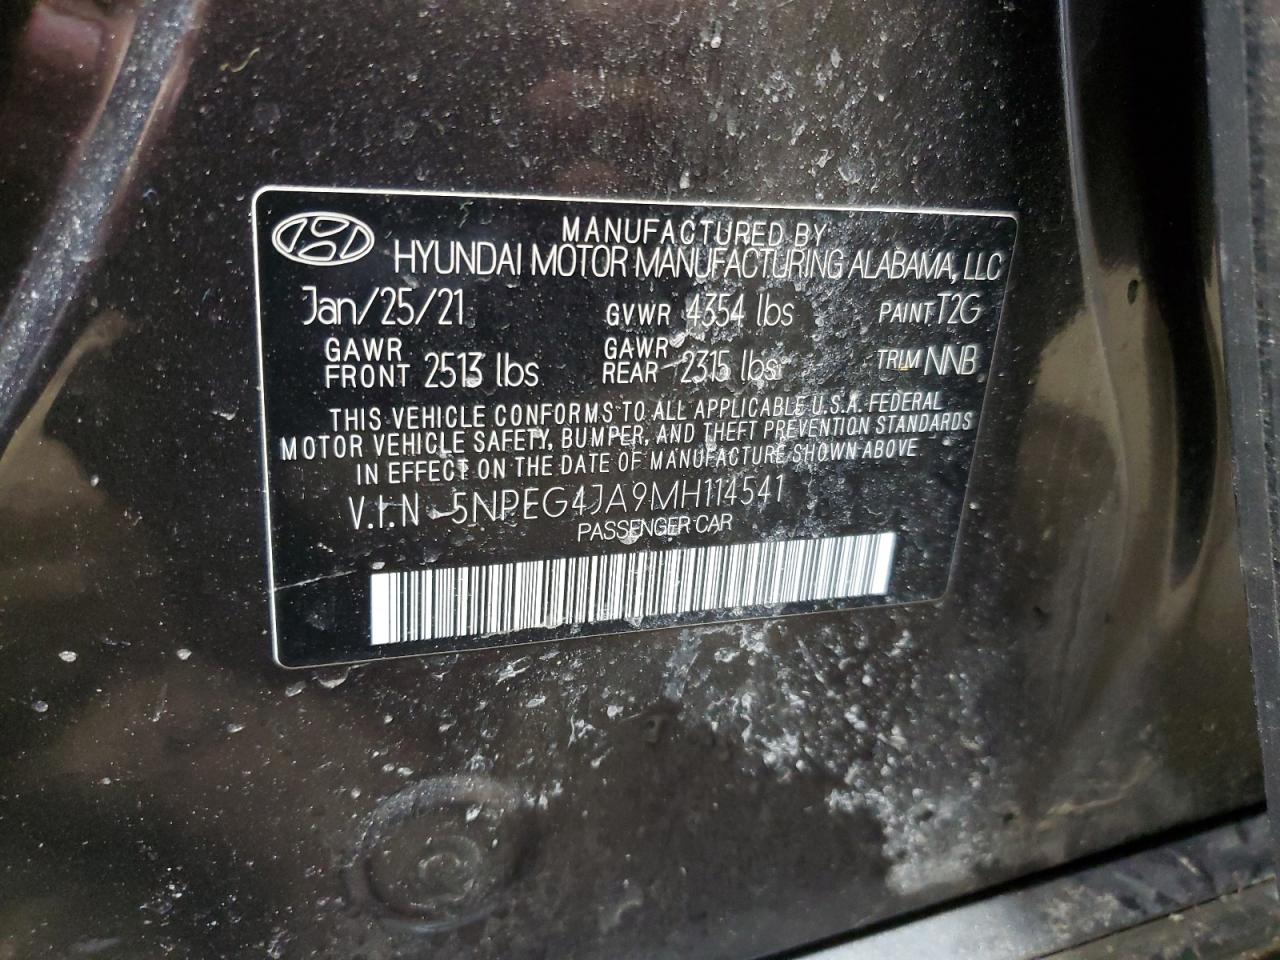 MANUFACTURED BY
HYUNDAI MOTOR MANUFACTURING ALABAMA, LLC
Jan/25/21 GVWR 4354 lbs PAINT T2G
GAWR FRONT 2513 lbs GAWR REAR 2315 lbs TRIM NNB
THIS VEHICLE CONFORMS TO ALL APPLICABLE U.S.A. FEDERAL
MOTOR VEHICLE SAFETY, BUMPER, AND THEFT PREVENTION STANDARDS
IN EFFECT ON THE DATE OF MANUFACTURE SHOWN ABOVE
V.I.N 5NPEG4JA9MH114541
PASSENGER CAR